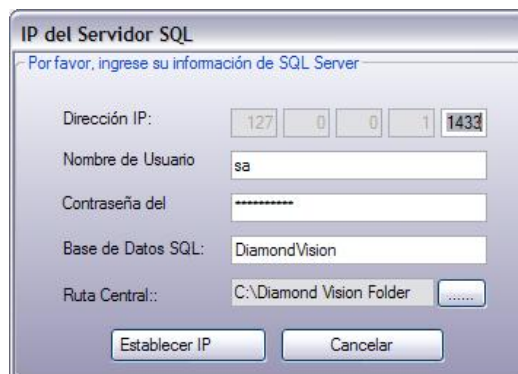 IP del Servidor SQL
Por favor, ingrese su información de SQL Server
Dirección IP: 127 0 0 1 1433
Nombre de Usuario sa
Contraseña del **********
Base de Datos SQL: DiamondVision
Ruta Central:: C:\Diamond Vision Folder ......
Establecer IP Cancelar